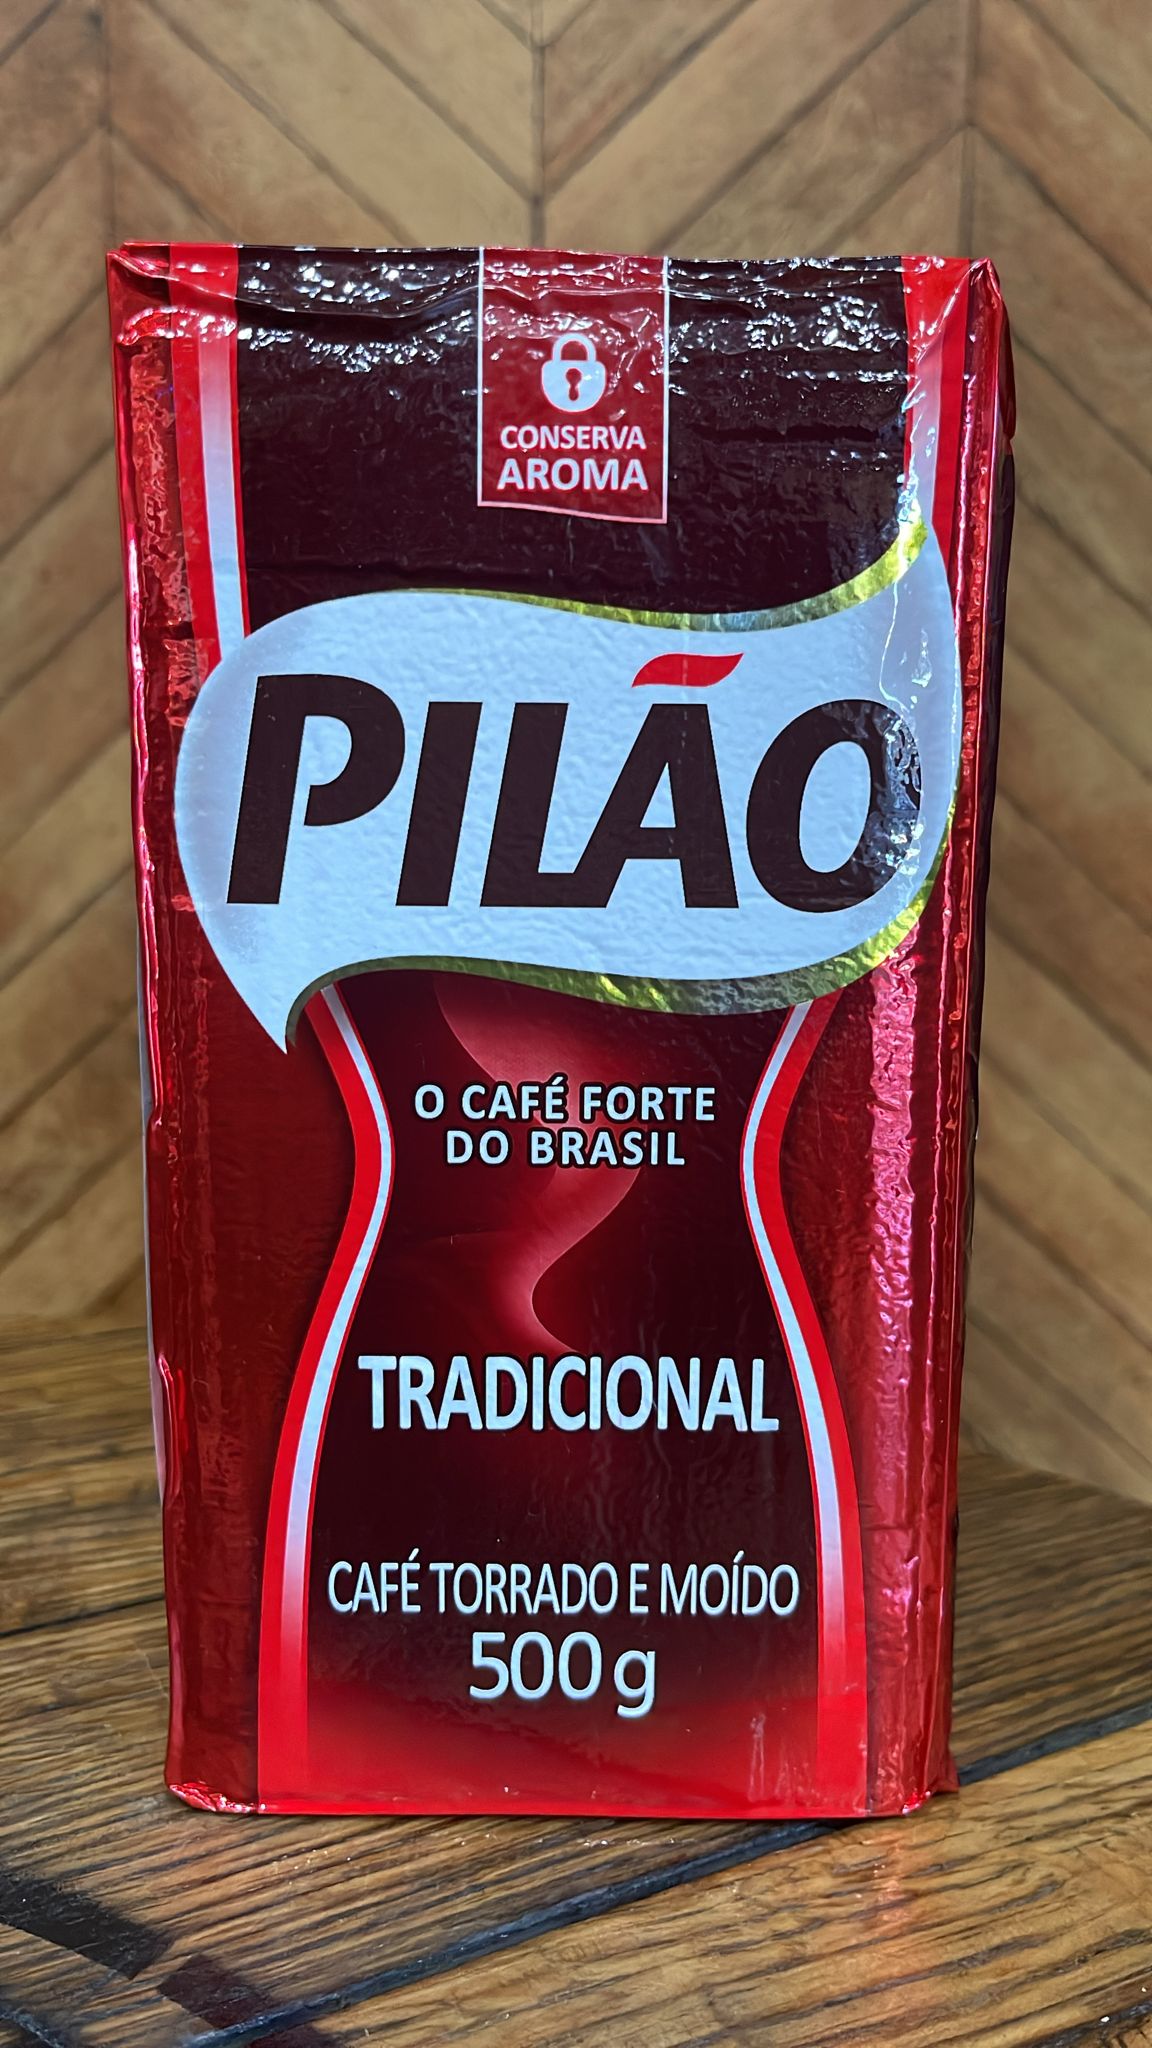 CONSERVA
AROMA
PILÃO
O CAFÉ FORTE
DO BRASIL
TRADICIONAL
CAFÉ TORRADO E MOÍDO
500 g